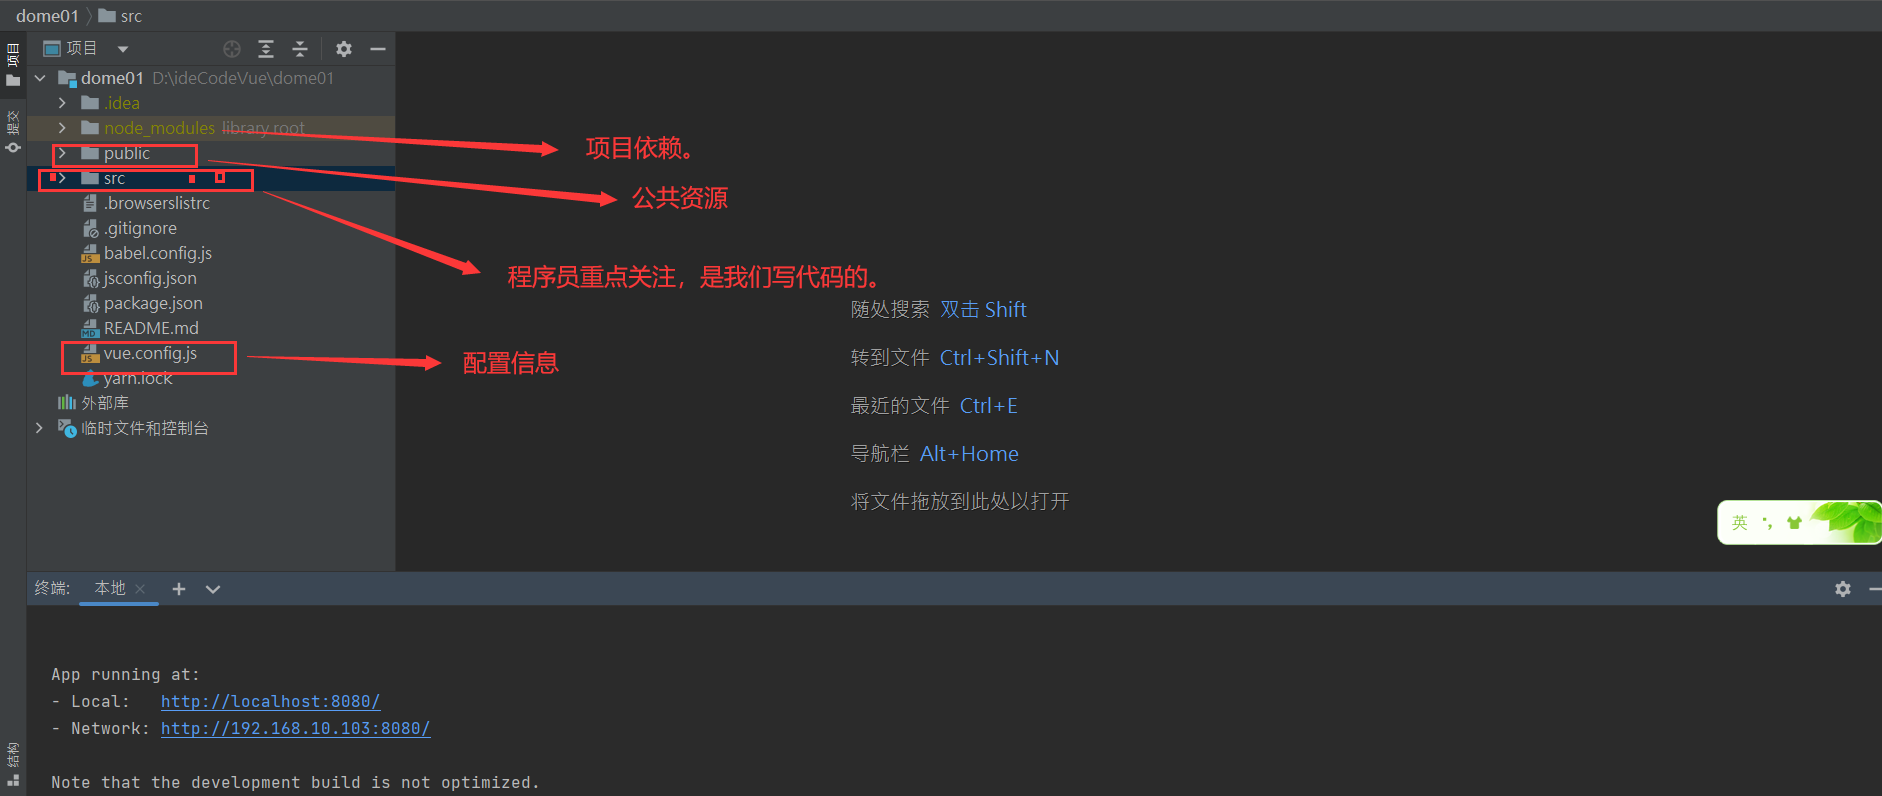 dome01 〉 src
项目
项目
提交
结构
dome01 D:\ideCodeVue\dome01
.idea
node_modules library root
public
src
.browserslistrc
.gitignore
babel.config.js
jsconfig.json
package.json
README.md
vue.config.js
yarn.lock
外部库
临时文件和控制台
项目依赖。
公共资源
程序员重点关注，是我们写代码的。
配置信息
随处搜索 双击 Shift
转到文件 Ctrl+Shift+N
最近的文件 Ctrl+E
导航栏 Alt+Home
将文件拖放到此处以打开
英
终端: 本地
App running at:
- Local: http://localhost:8080/
- Network: http://192.168.10.103:8080/
Note that the development build is not optimized.